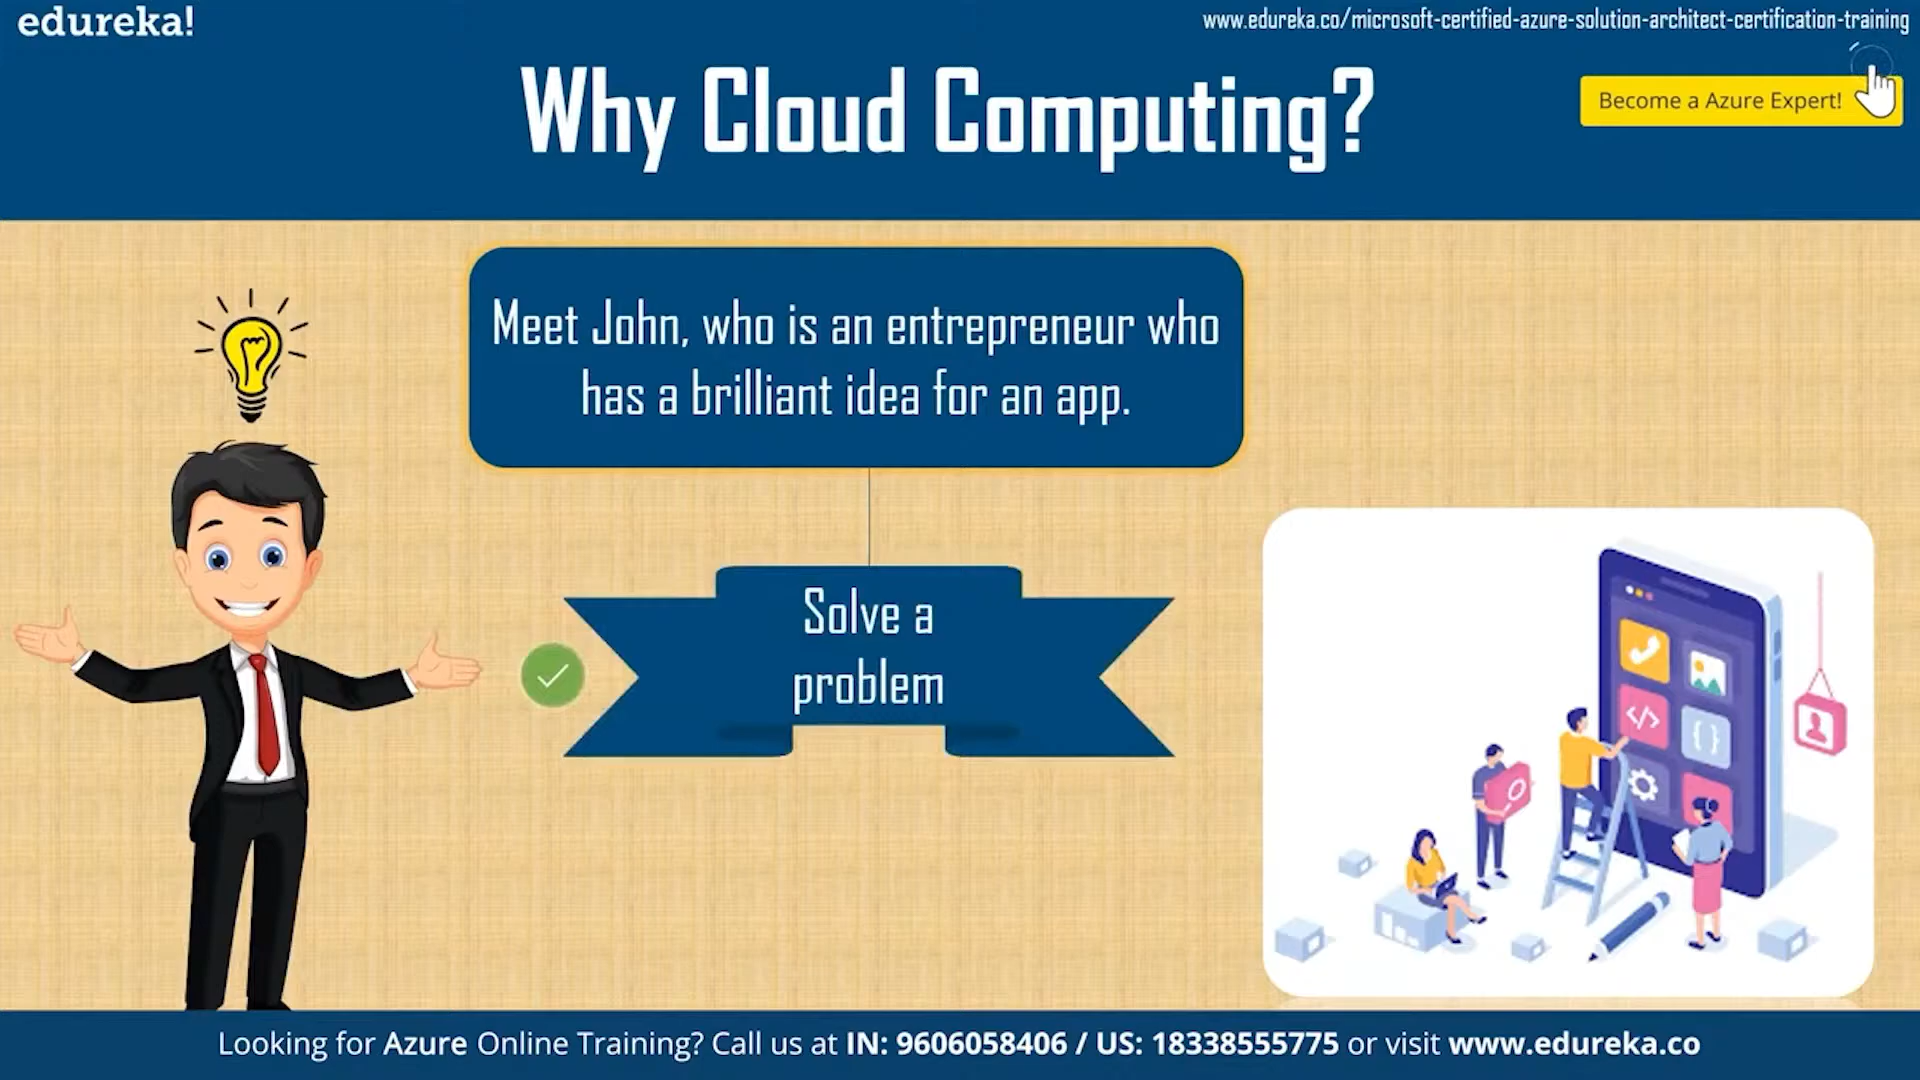 edureka!
www.edureka.co/microsoft-certified-azure-solution-architect-certification-training
Why Cloud Computing?
Become a Azure Expert!
Meet John, who is an entrepreneur who
has a brilliant idea for an app.
Solve a
problem
Looking for Azure Online Training? Call us at IN: 9606058406 / US: 18338555775 or visit www.edureka.co